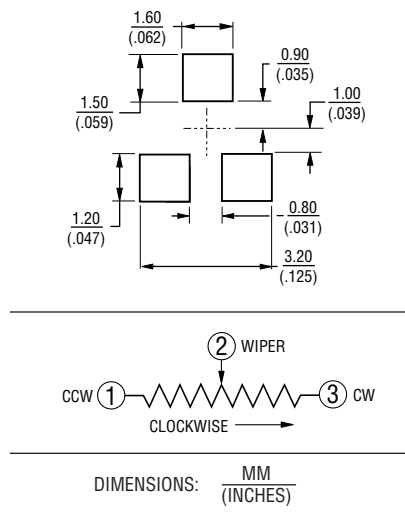 1.60
(.062)
0.90
(.035)
1.50
(.059)
1.00
(.039)
1.20
(.047)
0.80
(.031)
3.20
(.125)
2 WIPER
CCW 1 3 CW
CLOCKWISE
DIMENSIONS: MM
(INCHES)